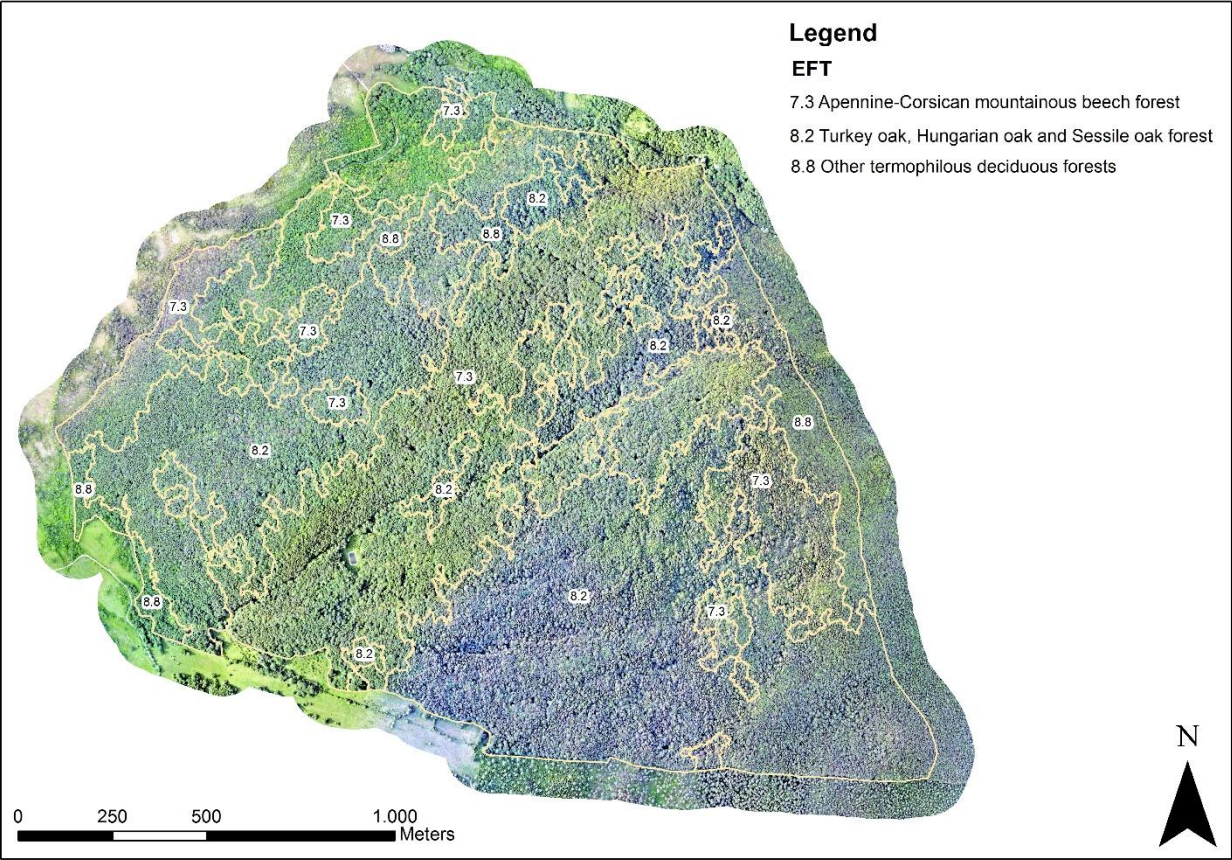 Legend
EFT
7.3 Apennine-Corsican mountainous beech forest
8.2 Turkey oak, Hungarian oak and Sessile oak forest
8.8 Other termophilous deciduous forests
7.3
8.2
7.3
8.8
8.8
7.3
8.2
7.3
8.2
7.3
7.3
8.8
8.2
7.3
8.8
8.2
8.2
8.8
7.3
8.2
N
0 250 500 1.000
Meters